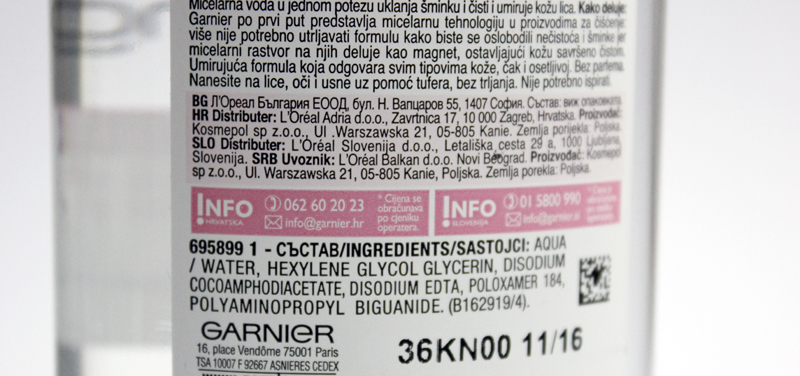 Micelarna voda u jednom potezu uklanja šminku i čisti i umiruje kožu lica. Kako deluje:
Garnier po prvi put predstavlja micelarnu tehnologiju u proizvodima za čišćenje:
više nije potrebno utrljavati formulu kako biste se oslobodili nečistoća i šminke jer
micelarni rastvor na njih deluje kao magnet, ostavljajući kožu savršeno čistom.
Umirujuća formula koja odgovara svim tipovima kože, čak i osetljivoj. Bez parfema.
Nanesite na lice, oči i usne uz pomoć tufera, bez trljanja. Nije potrebno ispirati.
BG Л'Ореал България ЕООД, бул. Н. Вапцаров 55, 1407 София. Състав: виж опаковката.
HR Distributer: L'Oréal Adria d.o.o., Zavrtnica 17, 10 000 Zagreb, Hrvatska. Proizvođač:
Kosmepol sp z.o.o., Ul .Warszawska 21, 05-805 Kanie. Zemlja porijekla: Poljska.
SLO Distributer: L'Oréal Slovenija d.o.o., Letališka cesta 29 a, 1000 Ljubljana,
Slovenija. SRB Uvoznik: L'Oréal Balkan d.o.o. Novi Beograd. Proizvođač: Kosmepol
sp z.o.o., Ul. Warszawska 21, 05-805 Kanie, Poljska. Zemlja porekla: Poljska.
INFO HRVATSKA
062 60 20 23
info@garnier.hr
* Cijena se
obračunava
po cjeniku
operatera.
INFO SLOVENIJA
01 5800 990
info@garnier.si
695899 1 - СЪСТАВ/INGREDIENTS/SASTOJCI: AQUA
/ WATER, HEXYLENE GLYCOL GLYCERIN, DISODIUM
COCOAMPHODIACETATE, DISODIUM EDTA, POLOXAMER 184,
POLYAMINOPROPYL BIGUANIDE. (B162919/4).
GARNIER
16, place Vendôme 75001 Paris
TSA 10007 F 92667 ASNIERES CEDEX
36KN00 11/16